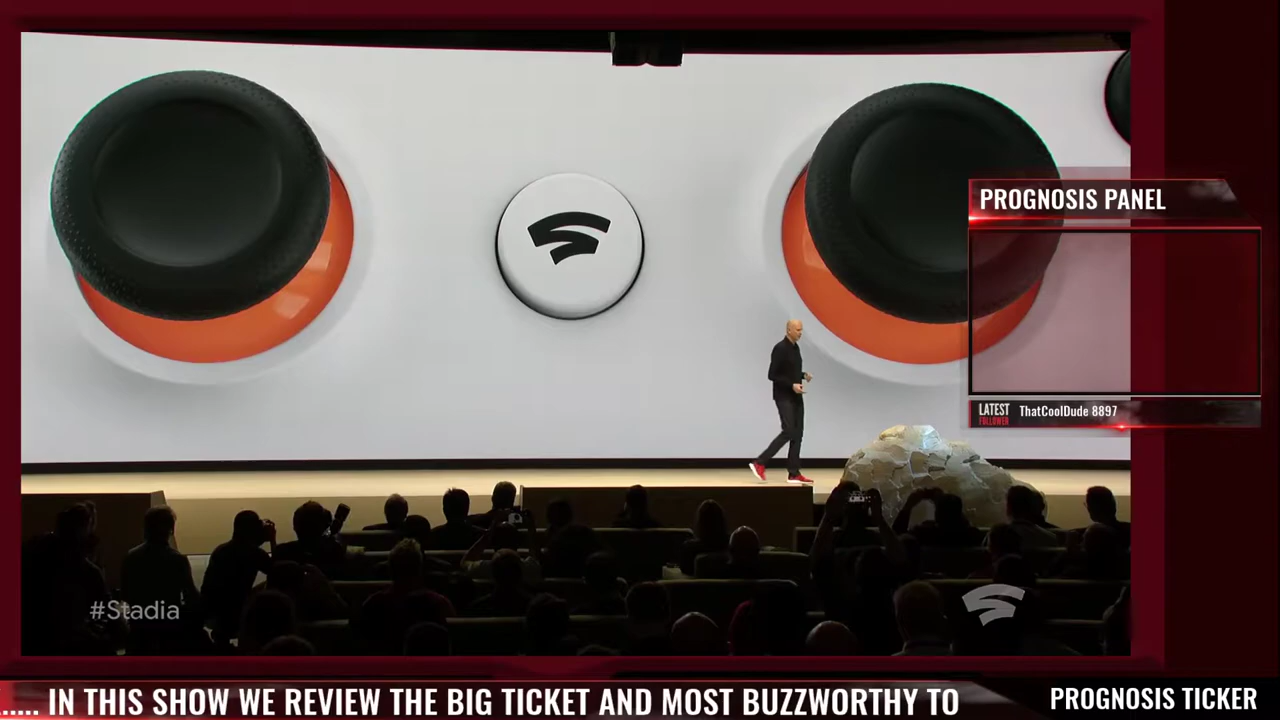 PROGNOSIS PANEL
LATEST
FOLLOWER
ThatCoolDude 8897
#Stadia
..... IN THIS SHOW WE REVIEW THE BIG TICKET AND MOST BUZZWORTHY TO
PROGNOSIS TICKER